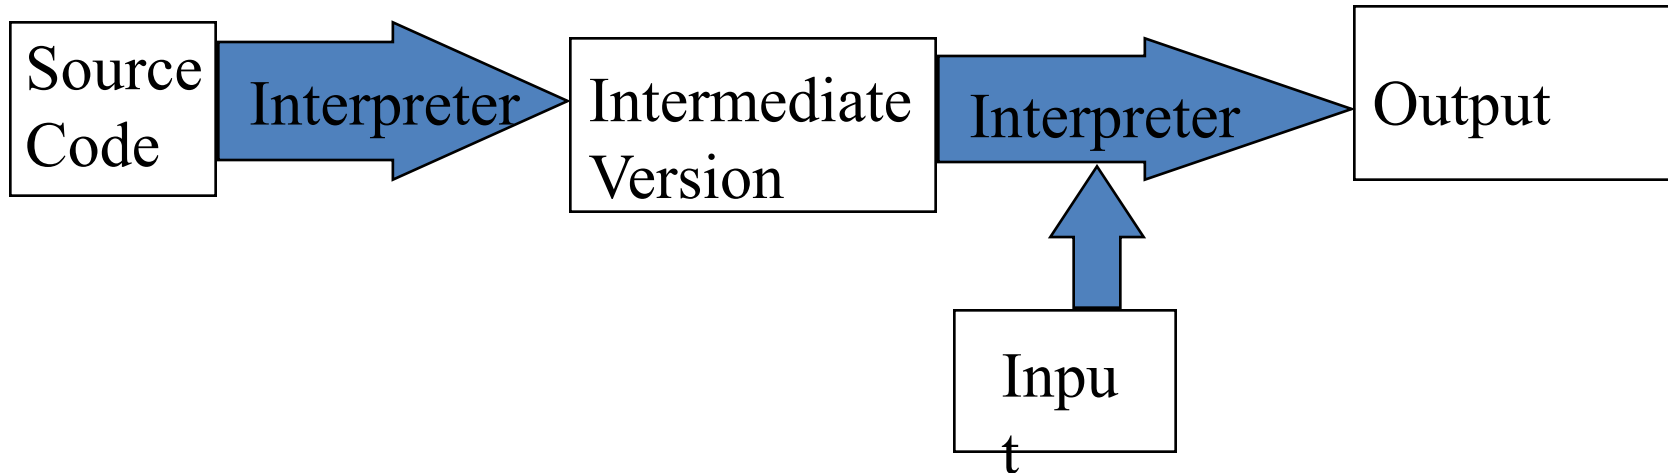 Source
Code
Interpreter
Intermediate
Version
Interpreter
Output
Inpu
t